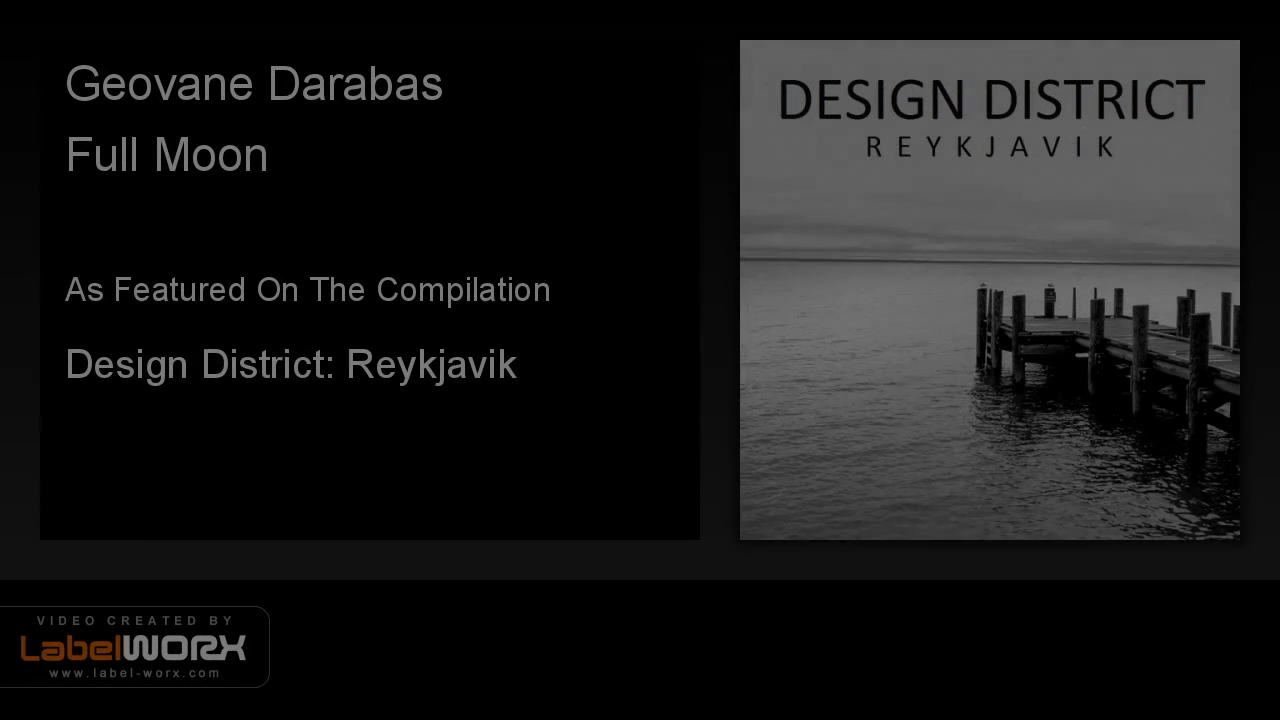 Geovane Darabas
Full Moon
As Featured On The Compilation
Design District: Reykjavik
DESIGN DISTRICT
REYKJAVIK
VIDEO CREATED BY
LabelWORX
www.label-worx.com